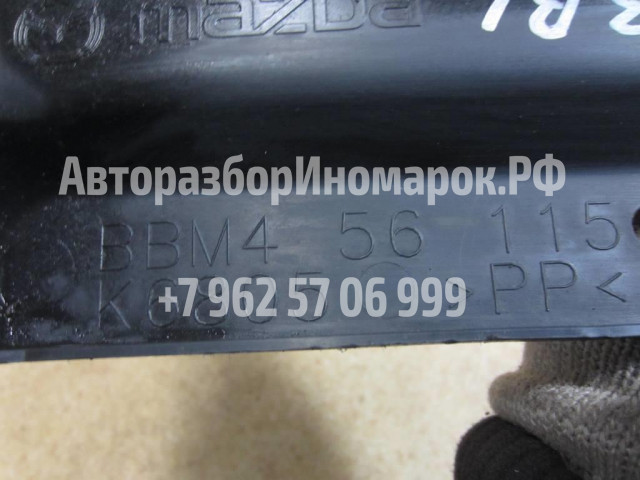 mazDa
АвторазборИномарок.РФ
BBM4 56 115
+7 962 57 06 999
>PP<